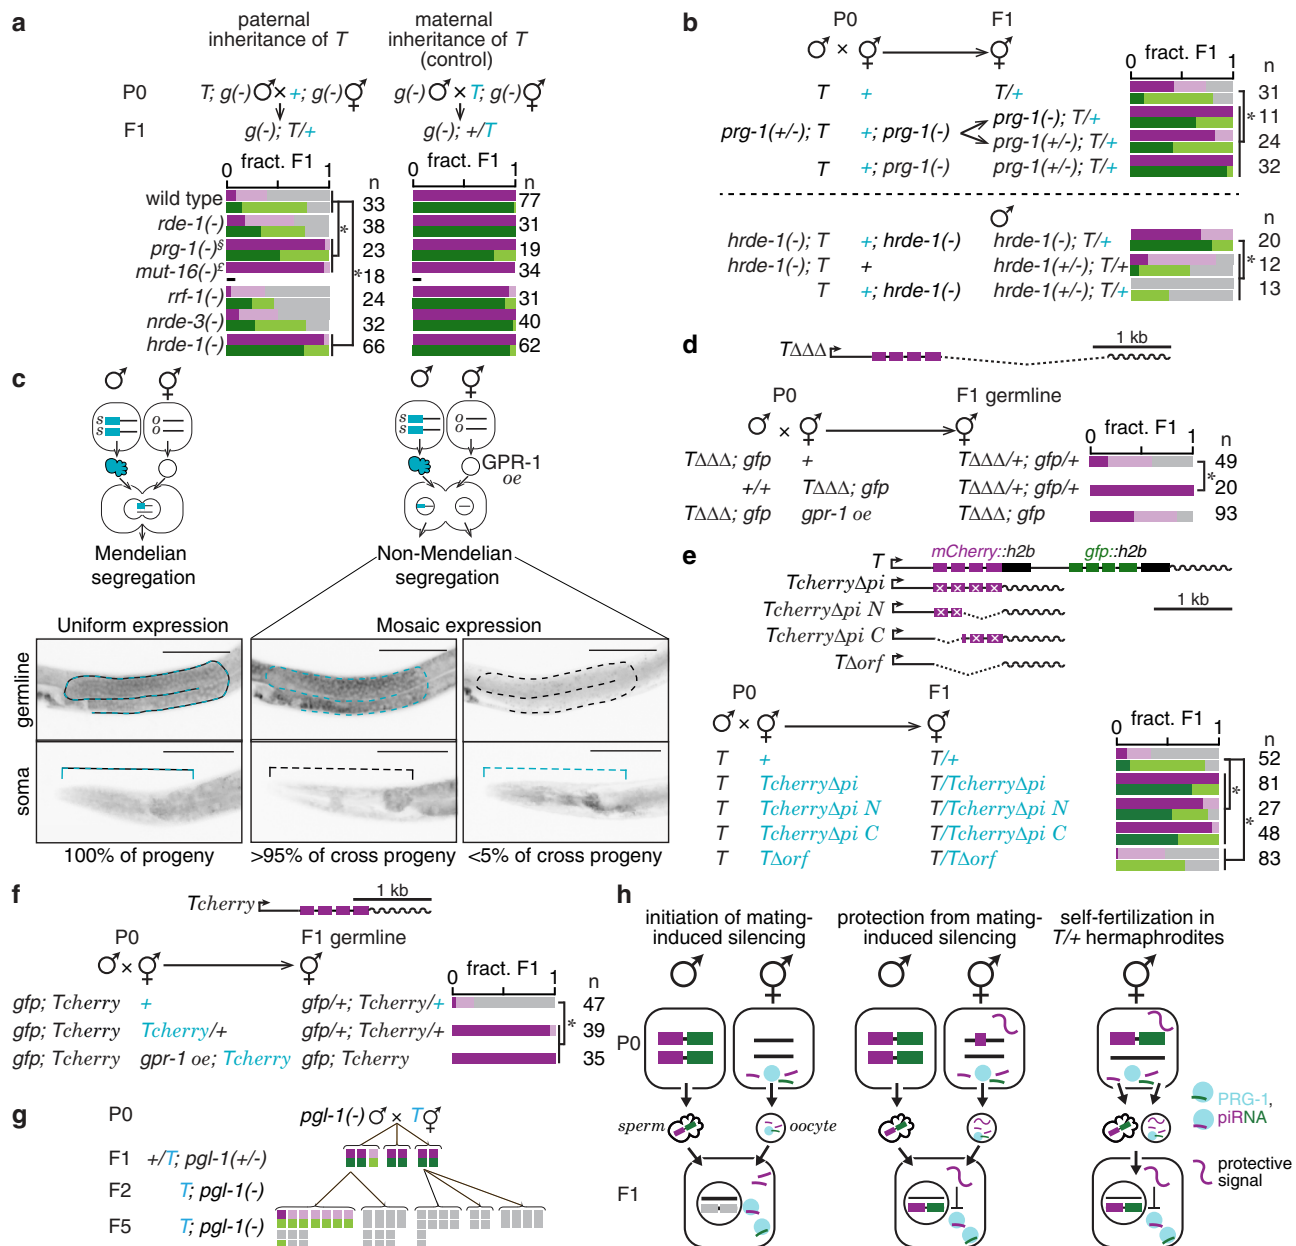 a
paternal inheritance of T
maternal inheritance of T (control)
P0
T; g(-) ♂ × +; g(-) ⚥
g(-) ♂ × T; g(-) ⚥
F1
g(-); T/+
g(-); +/T
fract. F1
0 1 n
0 1 n
wild type 33 77
rde-1(-) 38 31
prg-1(-)§ 23 19
mut-16(-)£ 18 34
rrf-1(-) 24 31
nrde-3(-) 32 40
hrde-1(-) 66 62
*
*
b
P0 F1
♂ × ⚥ ⚥
fract. F1
0 1 n
T + T/+ 31
prg-1(+/-); T +; prg-1(-) prg-1(-); T/+ 11
prg-1(+/-); T/+ 24
T +; prg-1(-) prg-1(+/-); T/+ 32
*
♂ n
hrde-1(-); T +; hrde-1(-) hrde-1(-); T/+ 20
hrde-1(-); T + hrde-1(+/-); T/+ 12
T +; hrde-1(-) hrde-1(+/-); T/+ 13
*
c
♂ ⚥ ♂ ⚥
s o s o
s s
GPR-1 oe
Mendelian segregation
Non-Mendelian segregation
Uniform expression
Mosaic expression
germline
soma
100% of progeny
>95% of cross progeny
<5% of cross progeny
d
TΔΔΔ
1 kb
P0 F1 germline
♂ × ⚥ ⚥
fract. F1
0 1 n
TΔΔΔ; gfp + TΔΔΔ/+; gfp/+ 49
+/+ TΔΔΔ; gfp TΔΔΔ/+; gfp/+ 20
TΔΔΔ; gfp gpr-1 oe TΔΔΔ; gfp 93
*
e
mCherry::h2b gfp::h2b
T
TcherryΔpi
TcherryΔpi N
TcherryΔpi C
TΔorf
1 kb
P0 F1
♂ × ⚥ ⚥
fract. F1
0 1 n
T + T/+ 52
T TcherryΔpi T/TcherryΔpi 81
T TcherryΔpi N T/TcherryΔpi N 27
T TcherryΔpi C T/TcherryΔpi C 48
T TΔorf T/TΔorf 83
*
*
f
1 kb
Tcherry
P0 F1 germline
♂ × ⚥ ⚥
fract. F1
0 1 n
gfp; Tcherry + gfp/+; Tcherry/+ 47
gfp; Tcherry Tcherry/+ gfp/+; Tcherry/+ 39
gfp; Tcherry gpr-1 oe; Tcherry gfp; Tcherry 35
*
g
P0 pgl-1(-) ♂ × T ⚥
F1 +/T; pgl-1(+/-)
F2 T; pgl-1(-)
F5 T; pgl-1(-)
h
initiation of mating-induced silencing
protection from mating-induced silencing
self-fertilization in T/+ hermaphrodites
♂ ⚥ ♂ ⚥ ⚥
P0
sperm oocyte
F1
PRG-1, piRNA
protective signal